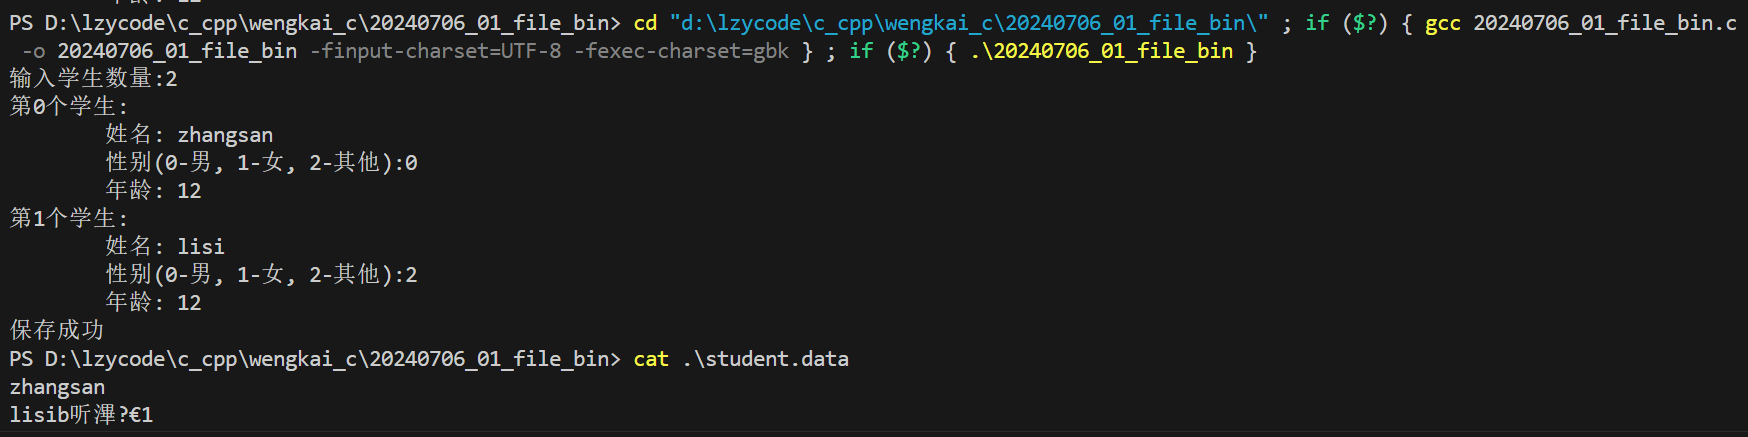 PS D:\lzycode\c_cpp\wengkai_c\20240706_01_file_bin> cd "d:\lzycode\c_cpp\wengkai_c\20240706_01_file_bin\" ; if ($?) { gcc 20240706_01_file_bin.c
-o 20240706_01_file_bin -finput-charset=UTF-8 -fexec-charset=gbk } ; if ($?) { .\20240706_01_file_bin }
输入学生数量:2
第0个学生:
姓名: zhangsan
性别(0-男, 1-女, 2-其他):0
年龄: 12
第1个学生:
姓名: lisi
性别(0-男, 1-女, 2-其他):2
年龄: 12
保存成功
PS D:\lzycode\c_cpp\wengkai_c\20240706_01_file_bin> cat .\student.data
zhangsan
lisib听潬?€1